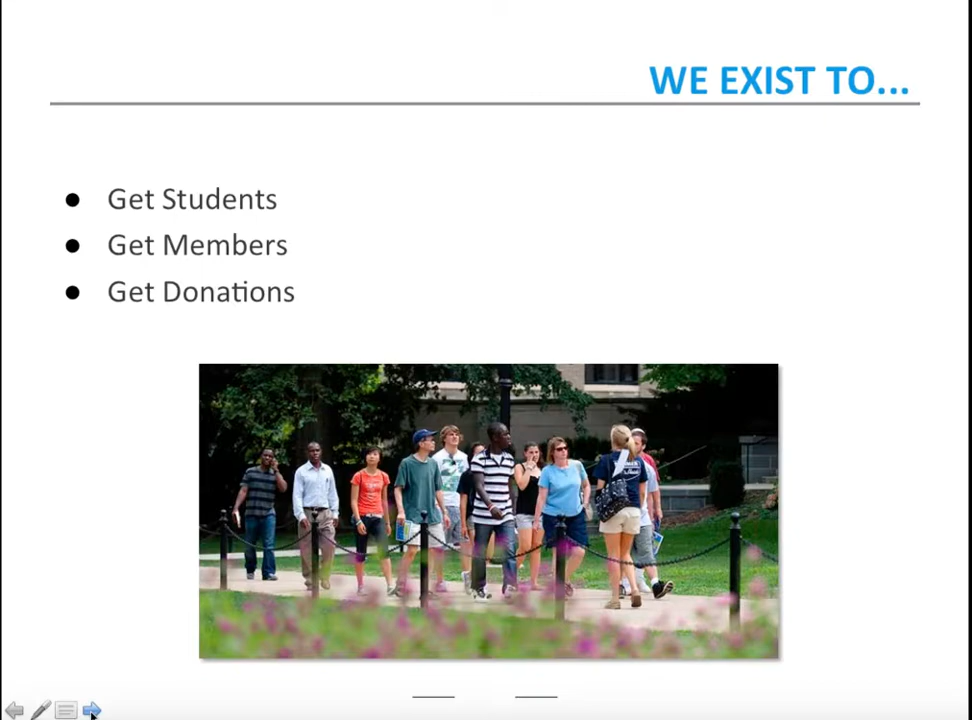 WE EXIST TO...
● Get Students
● Get Members
● Get Donations